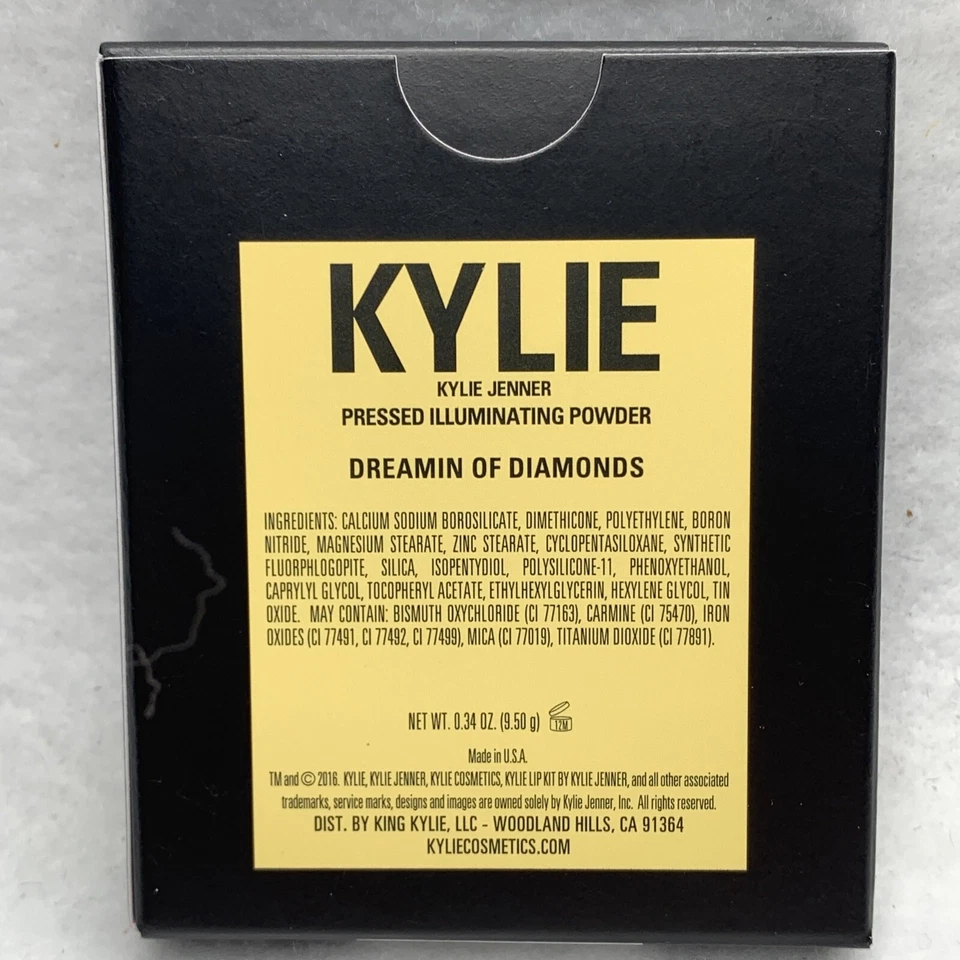 KYLIE
KYLIE JENNER
PRESSED ILLUMINATING POWDER
DREAMIN OF DIAMONDS
INGREDIENTS: CALCIUM SODIUM BOROSILICATE, DIMETHICONE, POLYETHYLENE, BORON
NITRIDE, MAGNESIUM STEARATE, ZINC STEARATE, CYCLOPENTASILOXANE, SYNTHETIC
FLUORPHLOGOPITE, SILICA, ISOPENTYDIOL, POLYSILICONE-11, PHENOXYETHANOL,
CAPRYLYL GLYCOL, TOCOPHERYL ACETATE, ETHYLHEXYLGLYCERIN, HEXYLENE GLYCOL, TIN
OXIDE. MAY CONTAIN: BISMUTH OXYCHLORIDE (CI 77163), CARMINE (CI 75470), IRON
OXIDES (CI 77491, CI 77492, CI 77499), MICA (CI 77019), TITANIUM DIOXIDE (CI 77891).
NET WT. 0.34 OZ. (9.50 g) 12M
Made in U.S.A.
TM and © 2016. KYLIE, KYLIE JENNER, KYLIE COSMETICS, KYLIE LIP KIT BY KYLIE JENNER, and all other associated
trademarks, service marks, designs and images are owned solely by Kylie Jenner, Inc. All rights reserved.
DIST. BY KING KYLIE, LLC - WOODLAND HILLS, CA 91364
KYLIECOSMETICS.COM